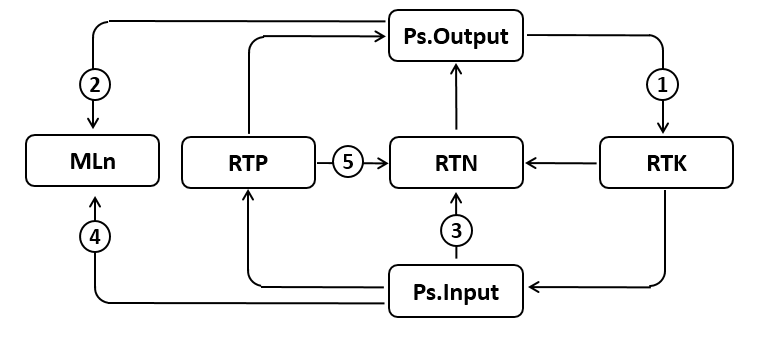 Ps.Output
2
1
MLn
RTP
5
RTN
RTK
4
3
Ps.Input